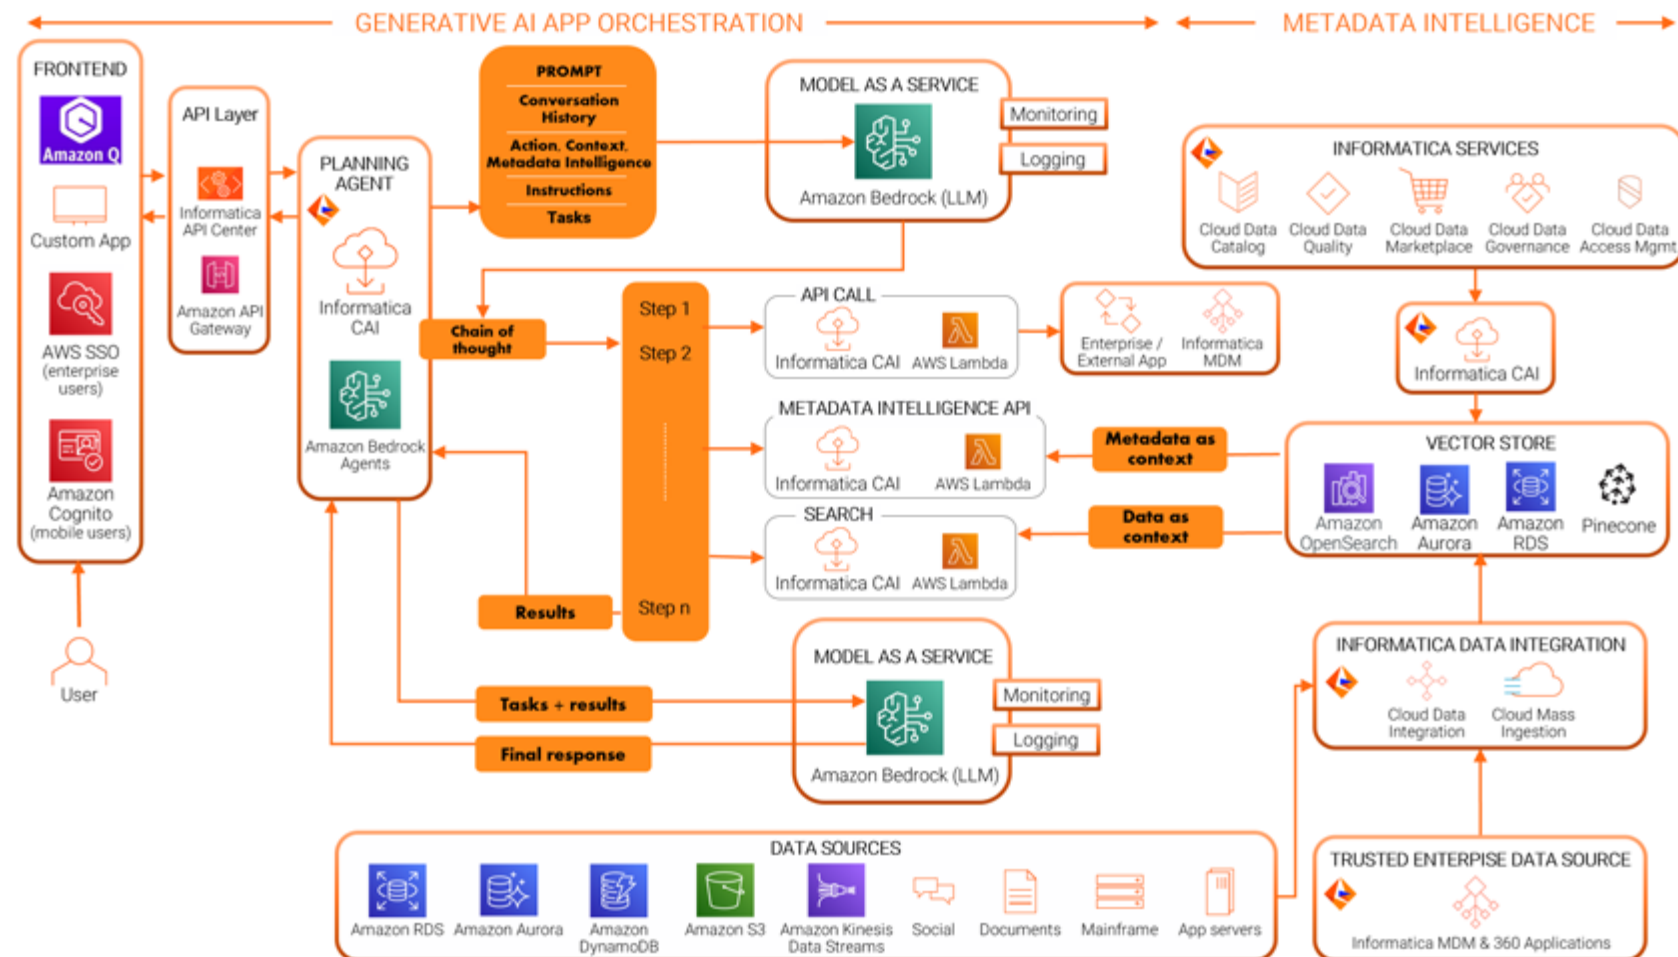 GENERATIVE AI APP ORCHESTRATION
METADATA INTELLIGENCE
FRONTEND
Amazon Q
Custom App
AWS SSO
(enterprise
users)
Amazon
Cognito
(mobile users)
User
API Layer
Informatica
API Center
Amazon API
Gateway
PLANNING
AGENT
Informatica
CAI
Amazon Bedrock
Agents
PROMPT
Conversation
History
Action, Context,
Metadata Intelligence
Instructions
Tasks
MODEL AS A SERVICE
Amazon Bedrock (LLM)
Monitoring
Logging
Chain of
thought
Step 1
Step 2
Step n
Results
API CALL
Informatica CAI
AWS Lambda
Enterprise /
External App
Informatica
MDM
METADATA INTELLIGENCE API
Informatica CAI
AWS Lambda
Metadata as
context
SEARCH
Informatica CAI
AWS Lambda
Data as
context
Tasks + results
Final response
MODEL AS A SERVICE
Amazon Bedrock (LLM)
Monitoring
Logging
INFORMATICA SERVICES
Cloud Data
Catalog
Cloud Data
Quality
Cloud Data
Marketplace
Cloud Data
Governance
Cloud Data
Access Mgmt
Informatica CAI
VECTOR STORE
Amazon
OpenSearch
Amazon
Aurora
Amazon
RDS
Pinecone
INFORMATICA DATA INTEGRATION
Cloud Data
Integration
Cloud Mass
Ingestion
DATA SOURCES
Amazon RDS
Amazon Aurora
Amazon
DynamoDB
Amazon S3
Amazon Kinesis
Data Streams
Social
Documents
Mainframe
App servers
TRUSTED ENTERPISE DATA SOURCE
Informatica MDM & 360 Applications